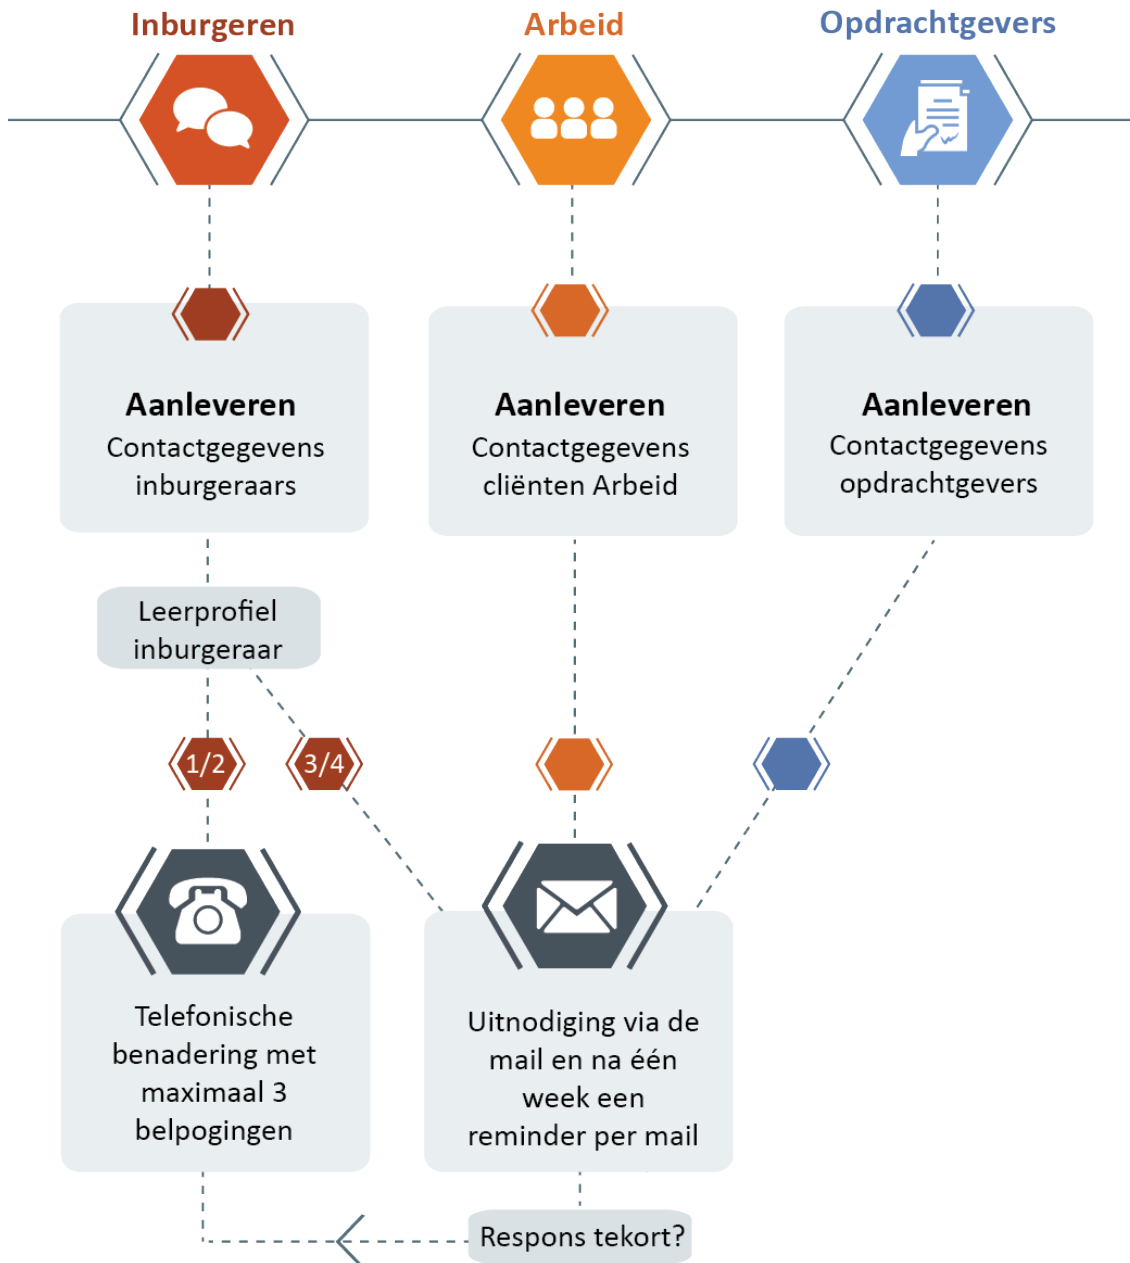 Inburgeren
Arbeid
Opdrachtgevers
Aanleveren
Contactgegevens
inburgeraars
Aanleveren
Contactgegevens
cliënten Arbeid
Aanleveren
Contactgegevens
opdrachtgevers
Leerprofiel
inburgeraar
1/2
3/4
Telefonische
benadering met
maximaal 3
belpogingen
Uitnodiging via de
mail en na één
week een
reminder per mail
Respons tekort?